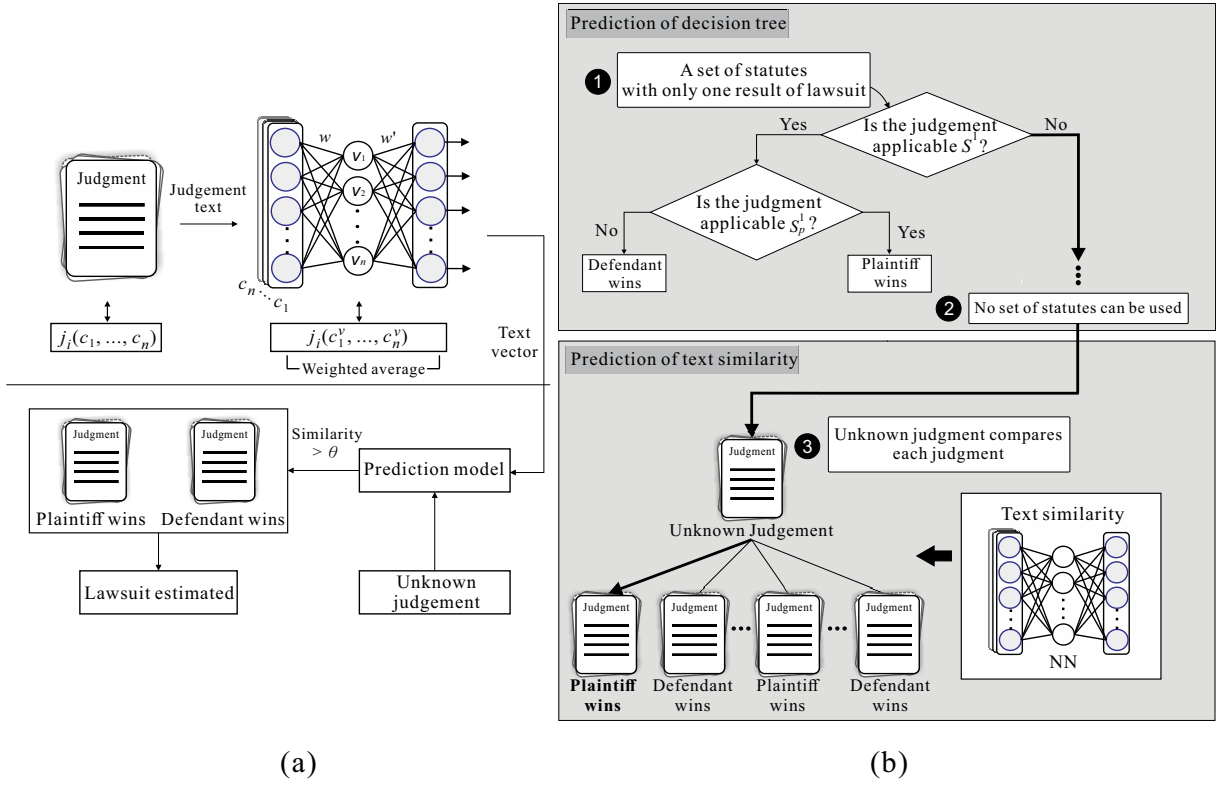 Judgment
Judgement
text
w
w'
v₁
v₂
vₙ
cₙ ... c₁
jᵢ(c₁, ..., cₙ)
jᵢ(c₁ᵛ, ..., cₙᵛ)
Weighted average
Text
vector
Judgment
Judgment
Plaintiff wins
Defendant wins
Similarity
> θ
Prediction model
Lawsuit estimated
Unknown
judgement
(a)
Prediction of decision tree
1
A set of statutes
with only one result of lawsuit
Is the judgement
applicable S¹?
Yes
No
Is the judgment
applicable Sₚ¹?
No
Yes
Defendant
wins
Plaintiff
wins
2
No set of statutes can be used
Prediction of text similarity
Judgment
3
Unknown judgment compares
each judgment
Unknown Judgement
Text similarity
NN
Judgment
Judgment
Judgment
Judgment
Plaintiff
wins
Defendant
wins
Plaintiff
wins
Defendant
wins
(b)